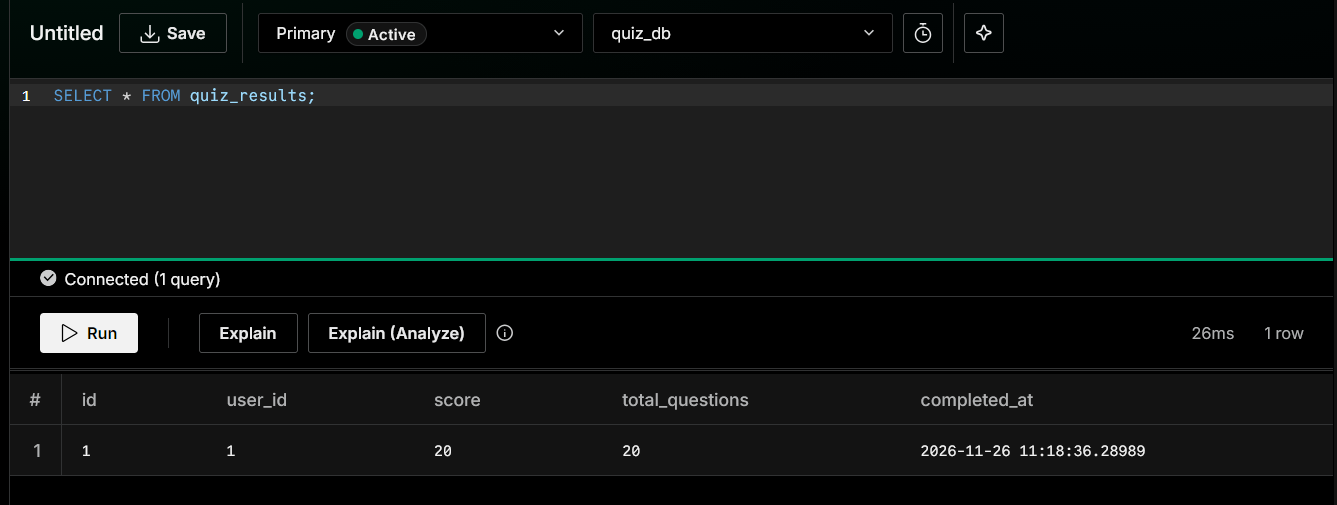 Untitled Save Primary Active quiz_db
1 SELECT * FROM quiz_results;
Connected (1 query)
Run Explain Explain (Analyze) 26ms 1 row
# id user_id score total_questions completed_at
1 1 1 20 20 2026-11-26 11:18:36.28989